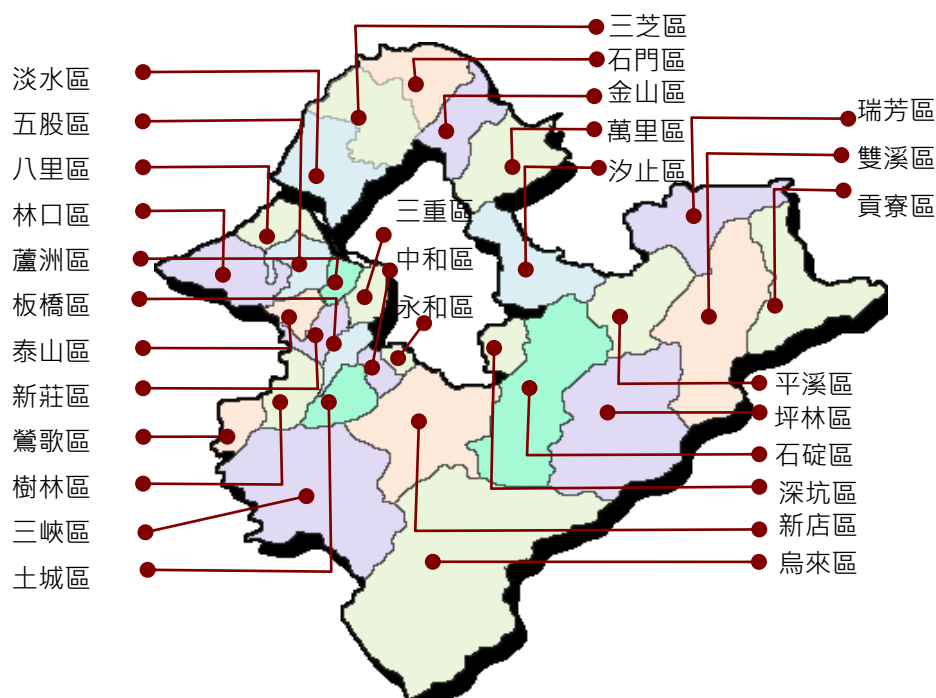 三芝區
石門區
金山區
萬里區
汐止區
瑞芳區
雙溪區
貢寮區
淡水區
五股區
八里區
林口區
蘆洲區
板橋區
泰山區
新莊區
鶯歌區
樹林區
三峽區
土城區
三重區
中和區
永和區
平溪區
坪林區
石碇區
深坑區
新店區
烏來區